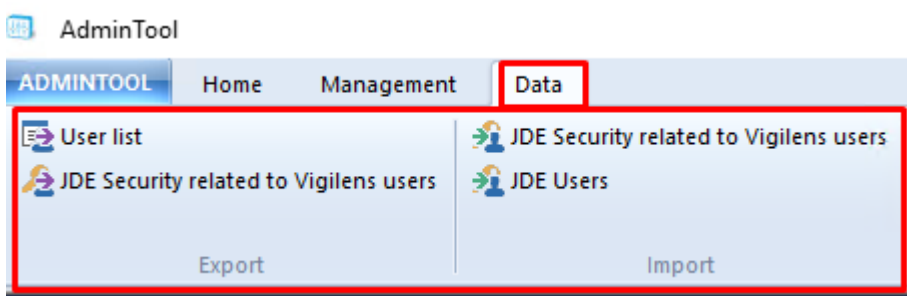 AdminTool
ADMINTOOL Home Management Data
User list
JDE Security related to Vigilens users
Export
JDE Security related to Vigilens users
JDE Users
Import